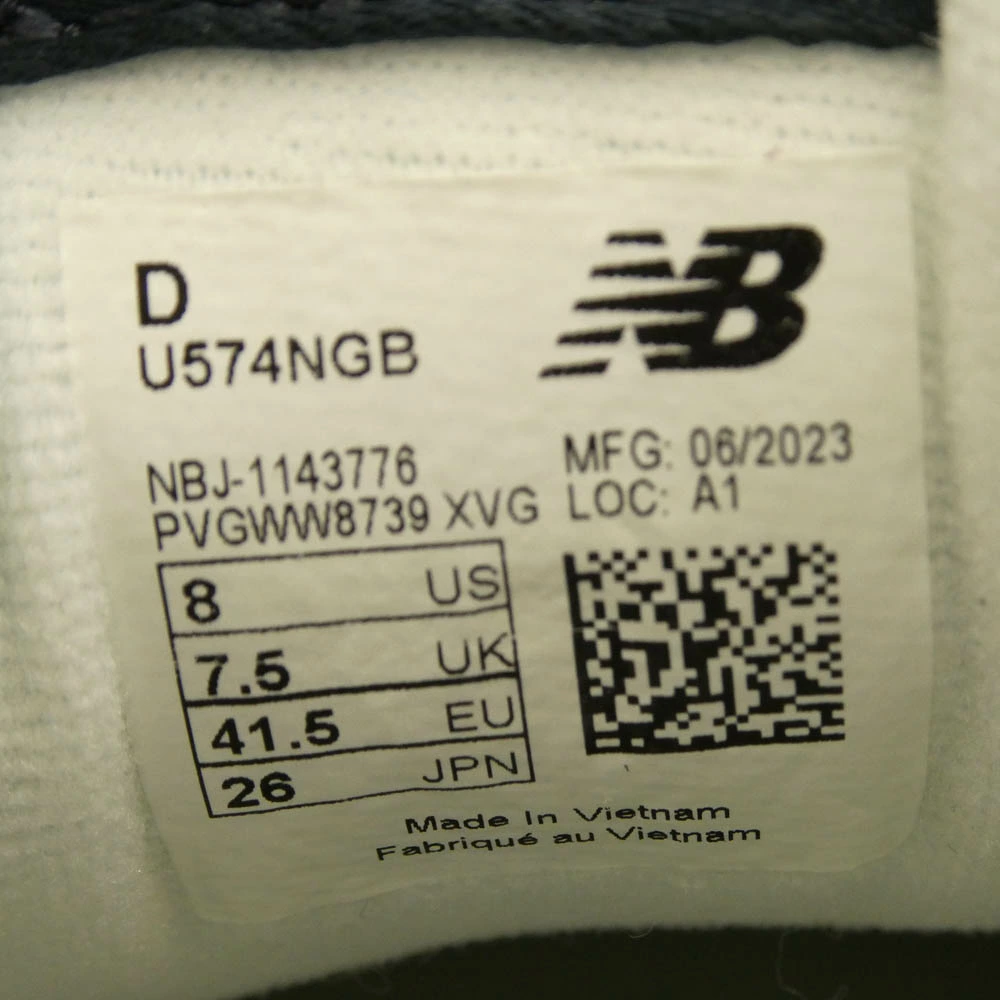 D
NB
U574NGB
NBJ-1143776
PVGWW8739 XVG
MFG: 06/2023
LOC: A1
8 US
7.5 UK
41.5 EU
26 JPN
Made In Vietnam
Fabriqué au Vietnam